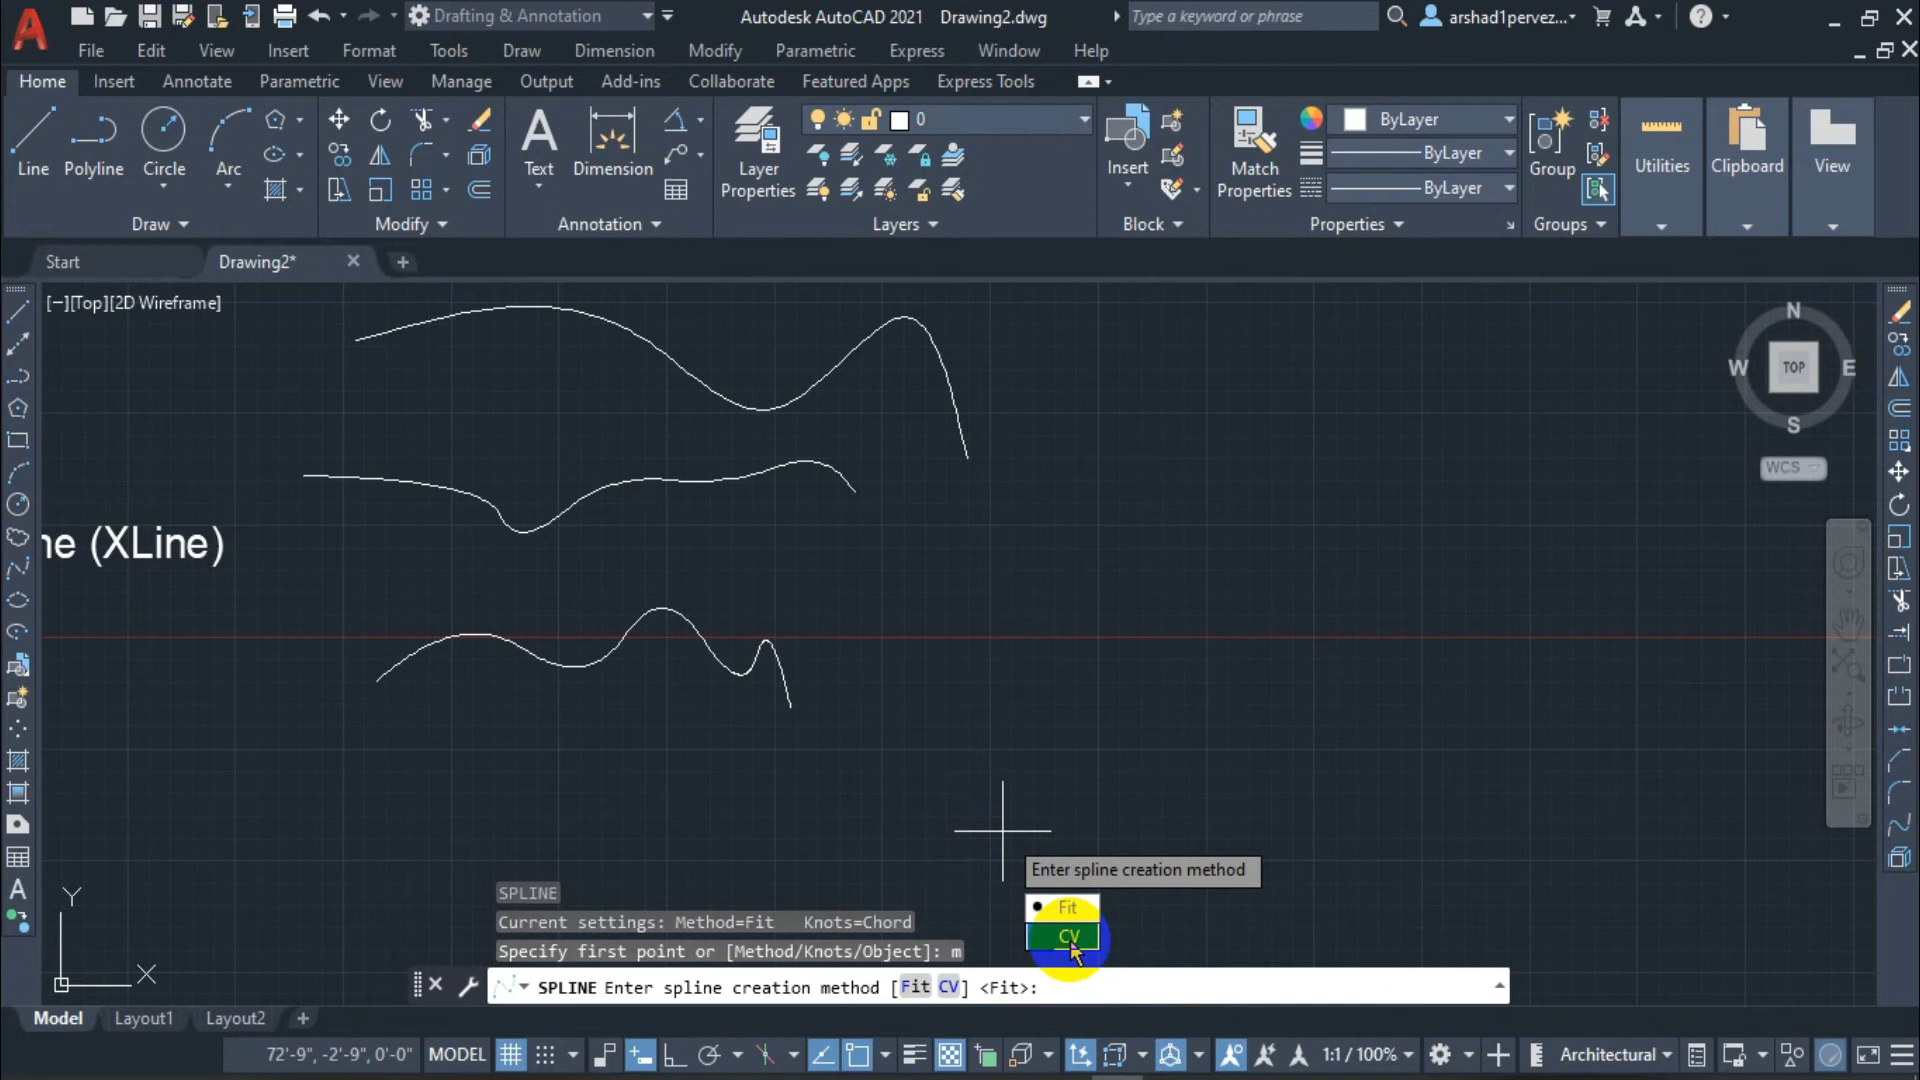 Drafting & Annotation
Autodesk AutoCAD 2021 Drawing2.dwg
Type a keyword or phrase
arshad1pervez...
File Edit View Insert Format Tools Draw Dimension Modify Parametric Express Window Help
Home Insert Annotate Parametric View Manage Output Add-ins Collaborate Featured Apps Express Tools
Line Polyline Circle Arc
Text Dimension
Layer Properties
0
Insert
Match Properties
ByLayer
ByLayer
ByLayer
Group
Utilities
Clipboard
View
Draw Modify Annotation Layers Block Properties Groups
Start Drawing2*
[−][Top][2D Wireframe]
N
W TOP E
S
WCS
ne (XLine)
Y
X
Enter spline creation method
Fit
CV
SPLINE
Current settings: Method=Fit Knots=Chord
Specify first point or [Method/Knots/Object]: m
SPLINE Enter spline creation method [Fit CV] <Fit>:
Model Layout1 Layout2
72'-9", -2'-9", 0'-0" MODEL 1:1 / 100% Architectural